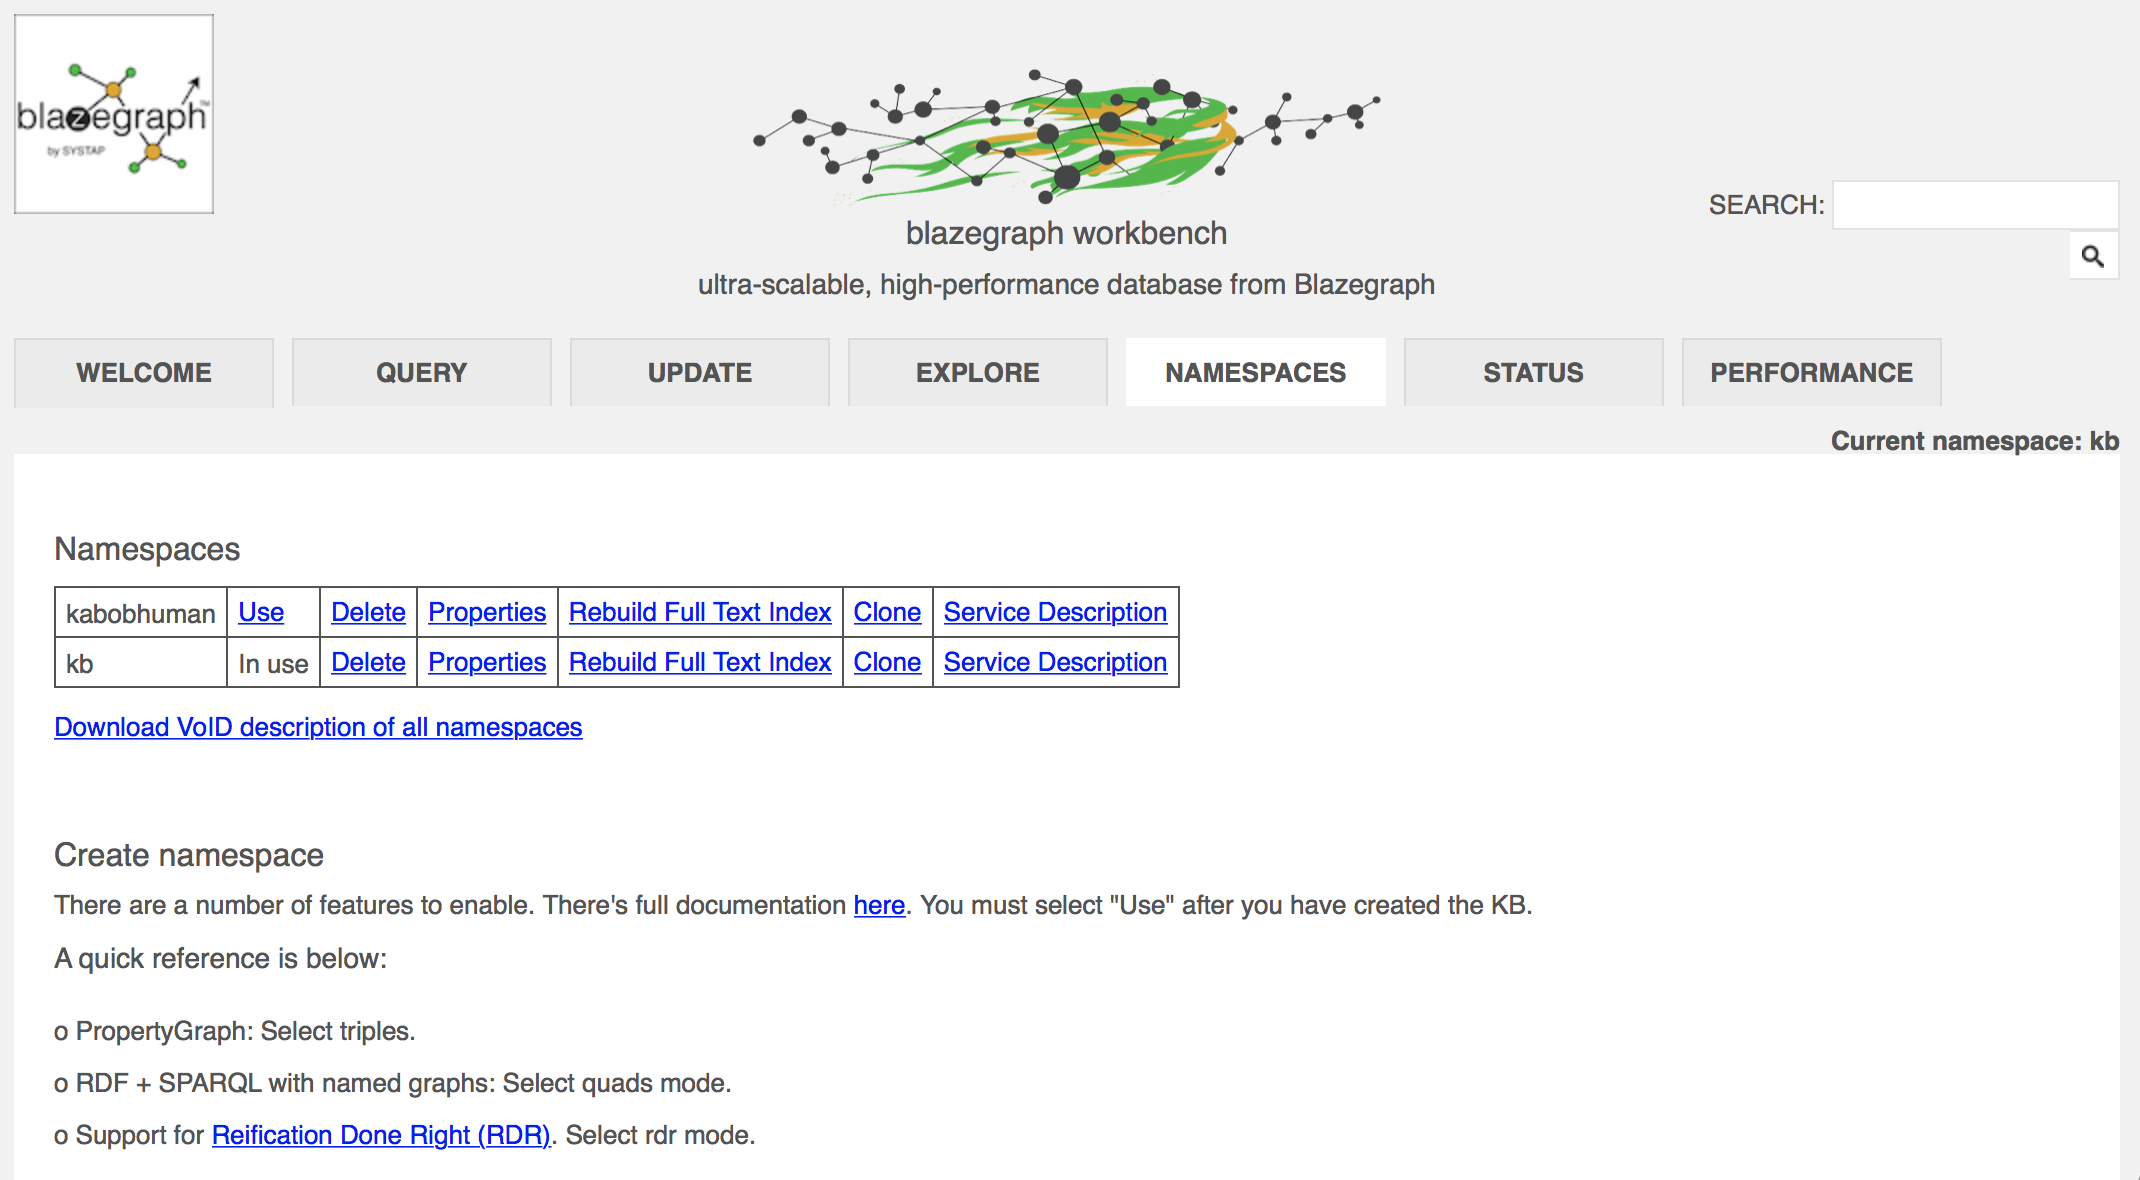 blazegraph™
by SYSTAP
blazegraph workbench
ultra-scalable, high-performance database from Blazegraph
SEARCH:
WELCOME QUERY UPDATE EXPLORE NAMESPACES STATUS PERFORMANCE
Current namespace: kb
Namespaces
kabobhuman Use Delete Properties Rebuild Full Text Index Clone Service Description
kb In use Delete Properties Rebuild Full Text Index Clone Service Description
Download VoID description of all namespaces
Create namespace
There are a number of features to enable. There's full documentation here. You must select "Use" after you have created the KB.
A quick reference is below:
o PropertyGraph: Select triples.
o RDF + SPARQL with named graphs: Select quads mode.
o Support for Reification Done Right (RDR). Select rdr mode.